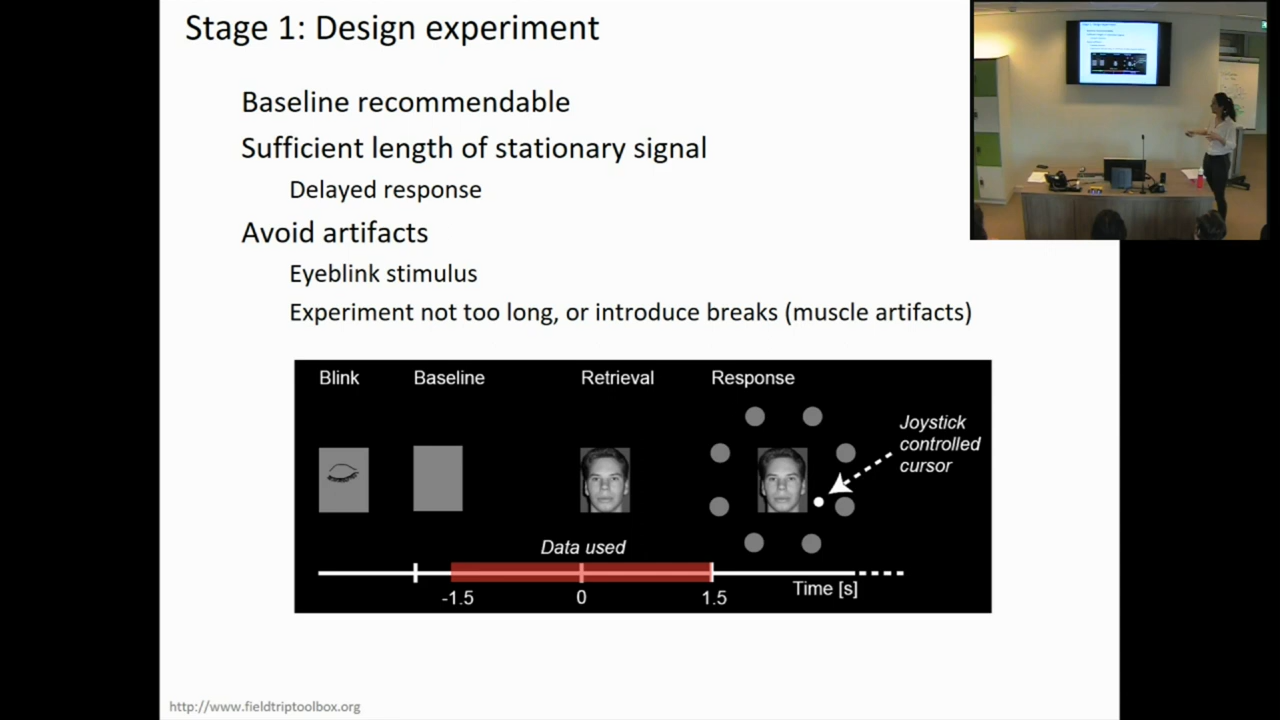 Stage 1: Design experiment
Baseline recommendable
Sufficient length of stationary signal
Delayed response
Avoid artifacts
Eyeblink stimulus
Experiment not too long, or introduce breaks (muscle artifacts)
Blink Baseline Retrieval Response
Joystick
controlled
cursor
Data used
Time [s]
-1.5 0 1.5
http://www.fieldtriptoolbox.org